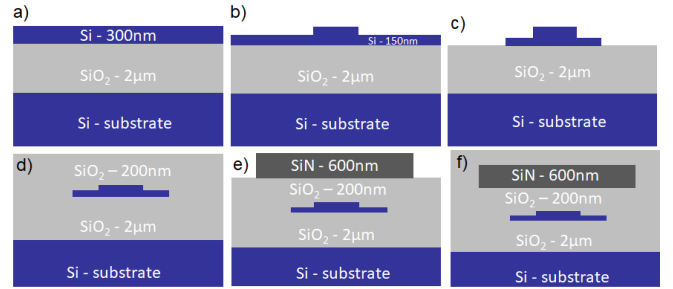 a)
Si - 300nm
SiO₂ - 2µm
Si - substrate
b)
Si - 150nm
SiO₂ - 2µm
Si - substrate
c)
SiO₂ - 2µm
Si - substrate
d)
SiO₂ – 200nm
SiO₂ - 2µm
Si - substrate
e)
SiN - 600nm
SiO₂ – 200nm
SiO₂ - 2µm
Si - substrate
f)
SiN - 600nm
SiO₂ – 200nm
SiO₂ - 2µm
Si - substrate